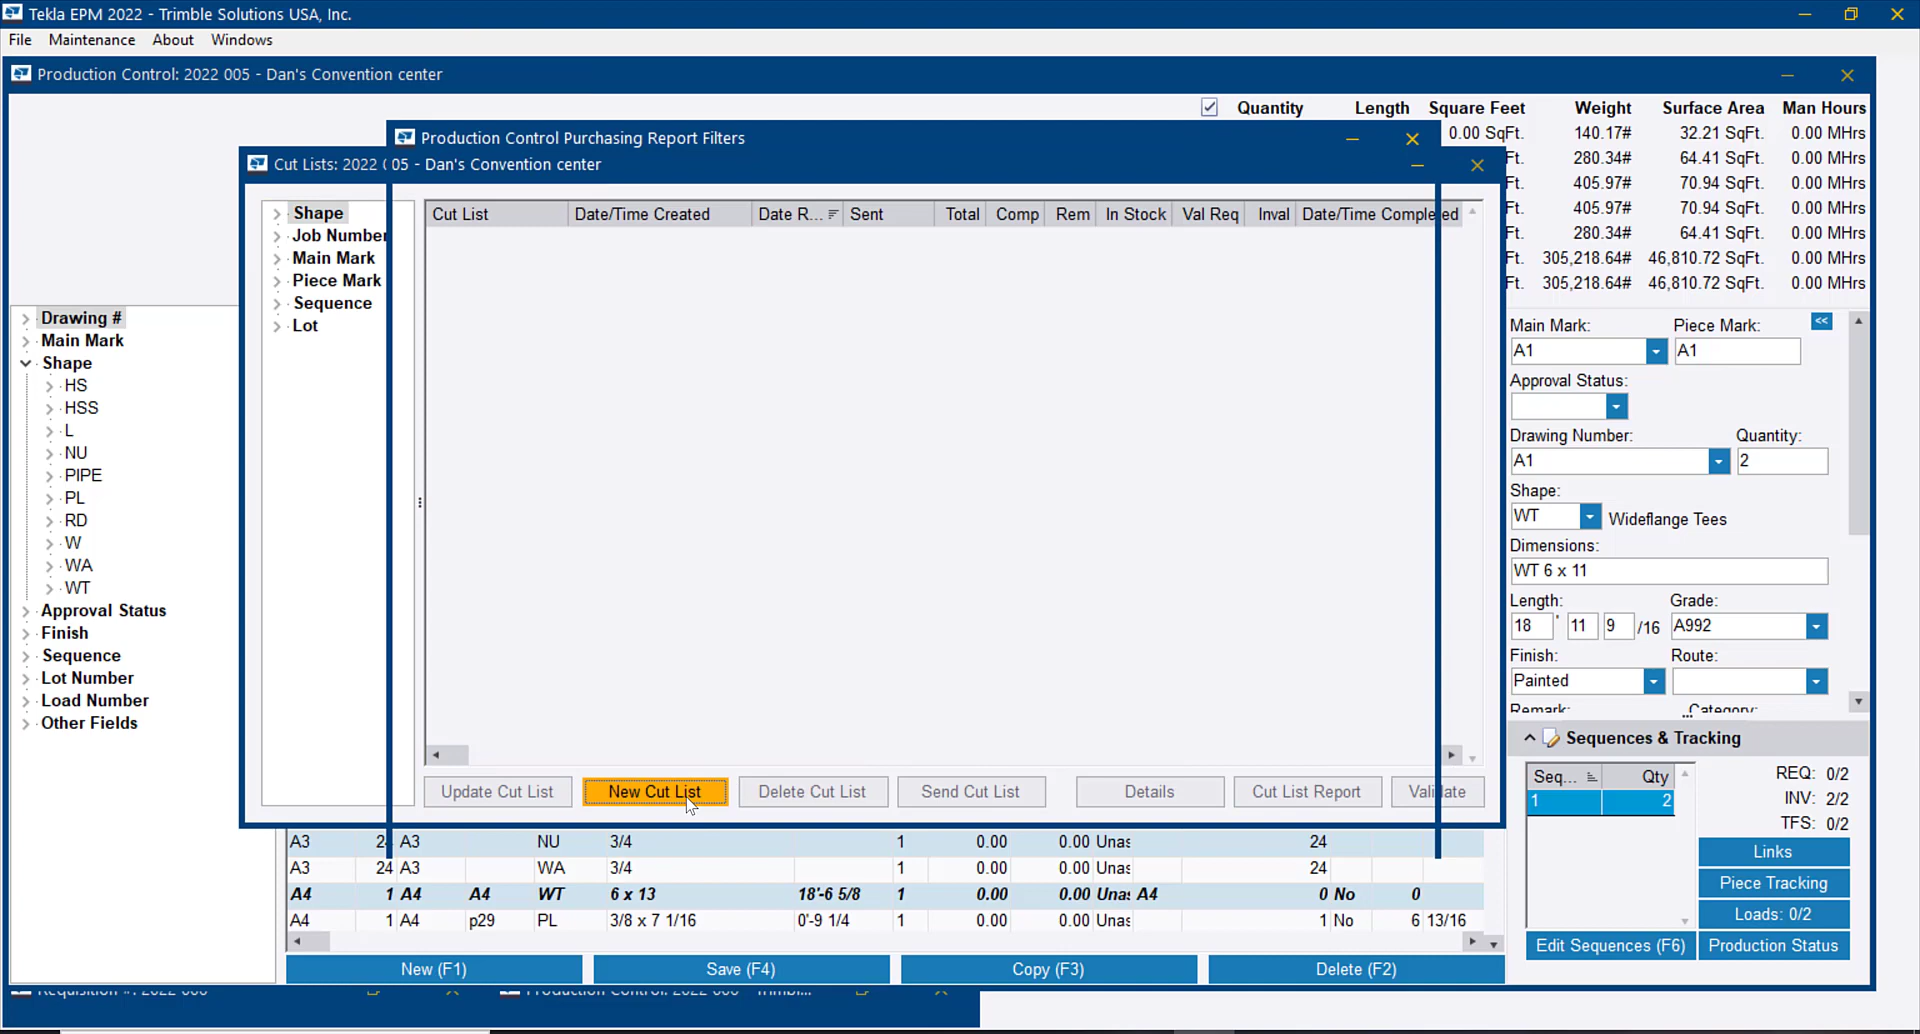 Tekla EPM 2022 - Trimble Solutions USA, Inc.
File Maintenance About Windows
Production Control: 2022 005 - Dan's Convention center
Quantity Length Square Feet Weight Surface Area Man Hours
0.00 SqFt. 140.17# 32.21 SqFt. 0.00 MHrs
Ft. 280.34# 64.41 SqFt. 0.00 MHrs
Ft. 405.97# 70.94 SqFt. 0.00 MHrs
Ft. 405.97# 70.94 SqFt. 0.00 MHrs
Ft. 280.34# 64.41 SqFt. 0.00 MHrs
Ft. 305,218.64# 46,810.72 SqFt. 0.00 MHrs
Ft. 305,218.64# 46,810.72 SqFt. 0.00 MHrs
Production Control Purchasing Report Filters
Cut Lists: 2022 005 - Dan's Convention center
Shape
Job Number
Main Mark
Piece Mark
Sequence
Lot
Cut List Date/Time Created Date R... Sent Total Comp Rem In Stock Val Req Inval Date/Time Completed
Update Cut List New Cut List Delete Cut List Send Cut List Details Cut List Report Validate
Drawing #
Main Mark
Shape
HS
HSS
L
NU
PIPE
PL
RD
W
WA
WT
Approval Status
Finish
Sequence
Lot Number
Load Number
Other Fields
A3 24 A3 NU 3/4 1 0.00 0.00 Unas 24
A3 24 A3 WA 3/4 1 0.00 0.00 Unas 24
A4 1 A4 A4 WT 6 x 13 18'-6 5/8 1 0.00 0.00 Unas A4 0 No 0
A4 1 A4 p29 PL 3/8 x 7 1/16 0'-9 1/4 1 0.00 0.00 Unas 1 No 6 13/16
New (F1) Save (F4) Copy (F3) Delete (F2)
Main Mark: Piece Mark: <<
A1 A1
Approval Status:
Drawing Number: Quantity:
A1 2
Shape:
WT Wideflange Tees
Dimensions:
WT 6 x 11
Length: Grade:
18 ' 11 9 /16 A992
Finish: Route:
Painted
Remark: Category:
Sequences & Tracking
Seq... Qty
1 2
REQ: 0/2
INV: 2/2
TFS: 0/2
Links
Piece Tracking
Loads: 0/2
Edit Sequences (F6) Production Status